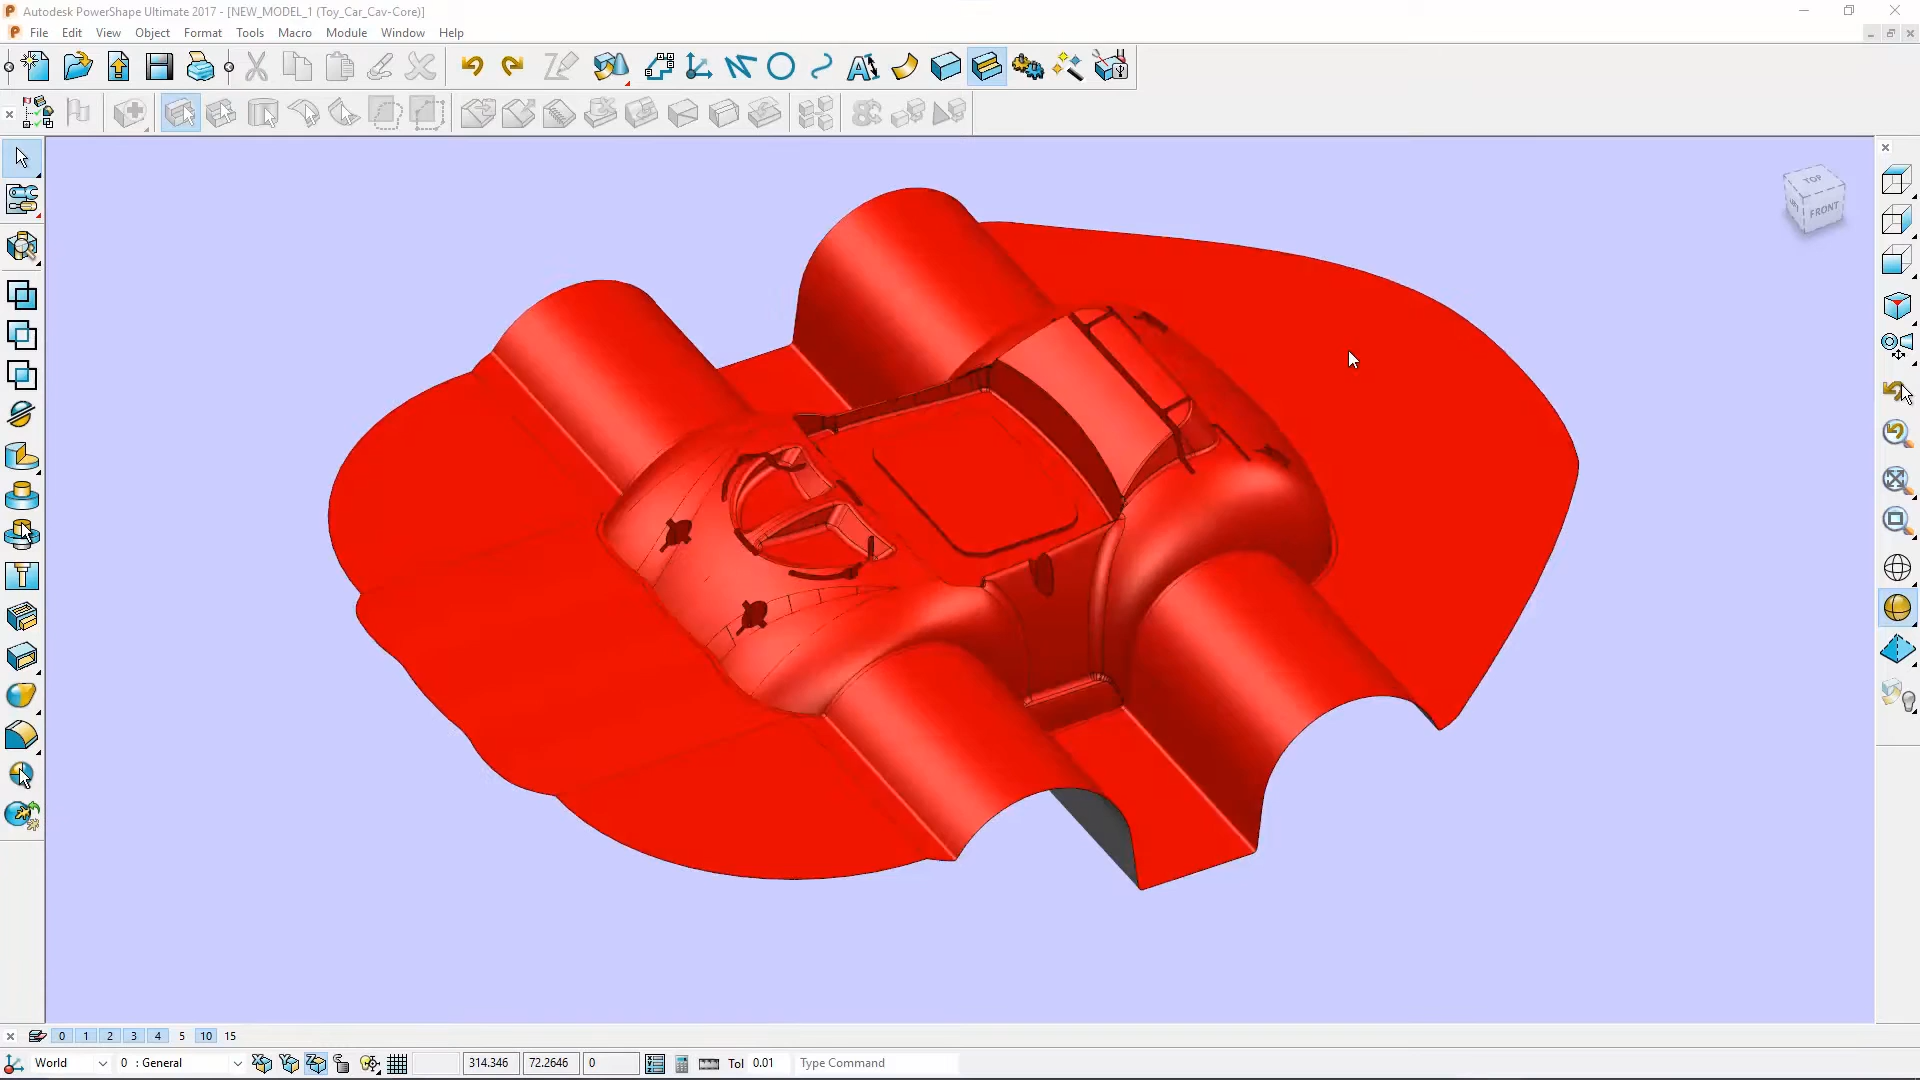 Autodesk PowerShape Ultimate 2017 - [NEW_MODEL_1 (Toy_Car_Cav-Core)]
File Edit View Object Format Tools Macro Module Window Help
TOP
FRONT
0 1 2 3 4 5 10 15
World 0 : General 314.346 72.2646 0 Tol 0.01 Type Command